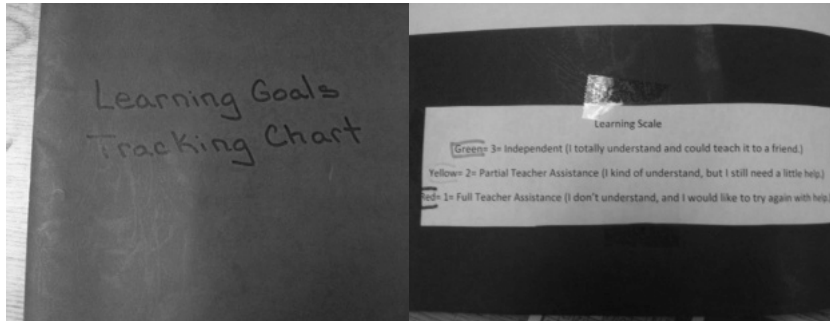 Learning Goals
Tracking Chart
Learning Scale
Green= 3= Independent (I totally understand and could teach it to a friend.)
Yellow= 2= Partial Teacher Assistance (I kind of understand, but I still need a little help.)
Red= 1= Full Teacher Assistance (I don't understand, and I would like to try again with help.